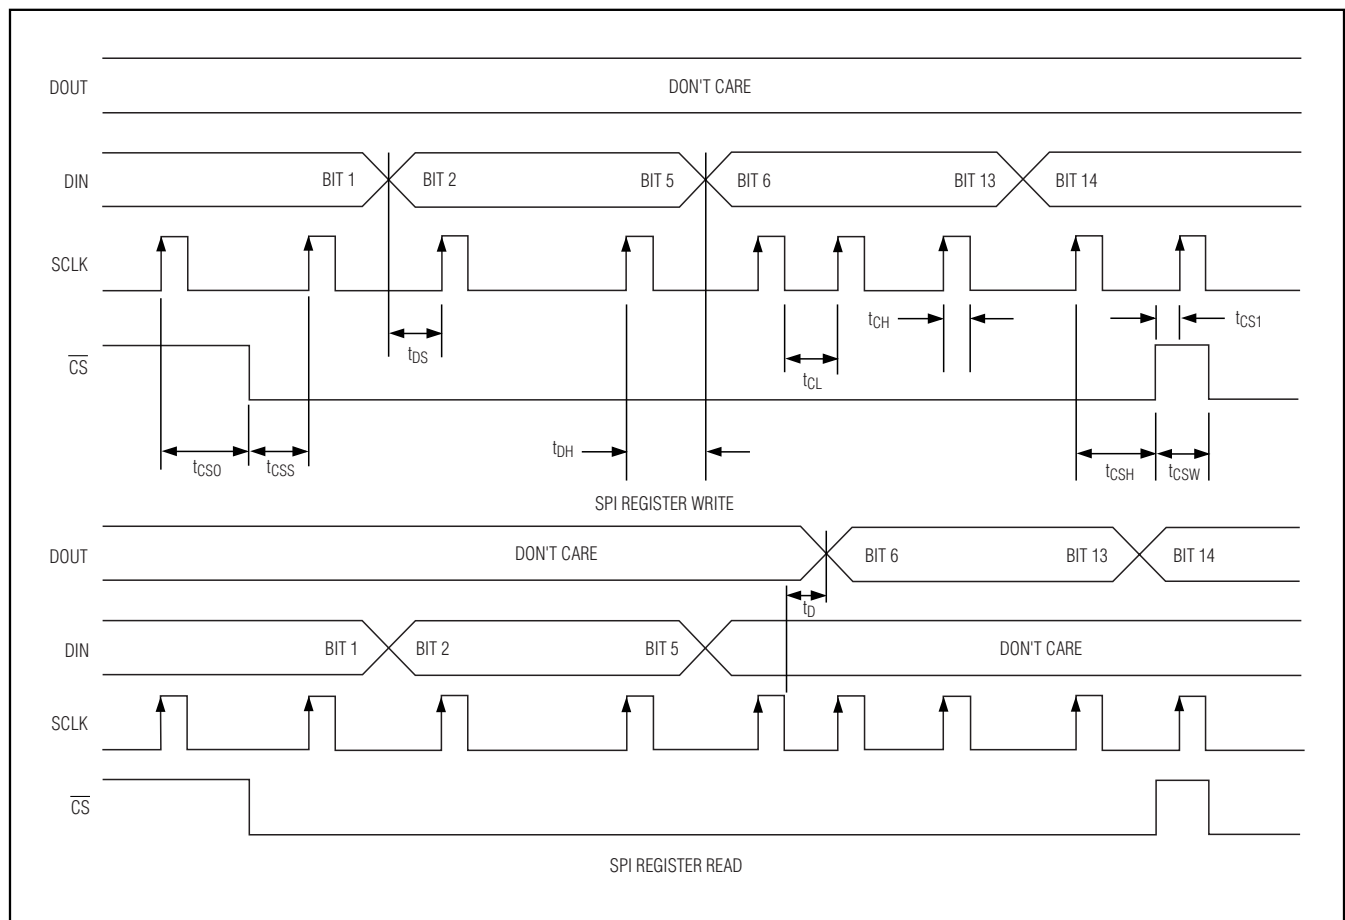 DOUT DON'T CARE
DIN BIT 1 BIT 2 BIT 5 BIT 6 BIT 13 BIT 14
SCLK
tCH tCS1
CS tDS tCL
tCSO tCSS tDH tCSH tCSW
SPI REGISTER WRITE
DOUT DON'T CARE BIT 6 BIT 13 BIT 14
tD
DIN BIT 1 BIT 2 BIT 5 DON'T CARE
SCLK
CS
SPI REGISTER READ